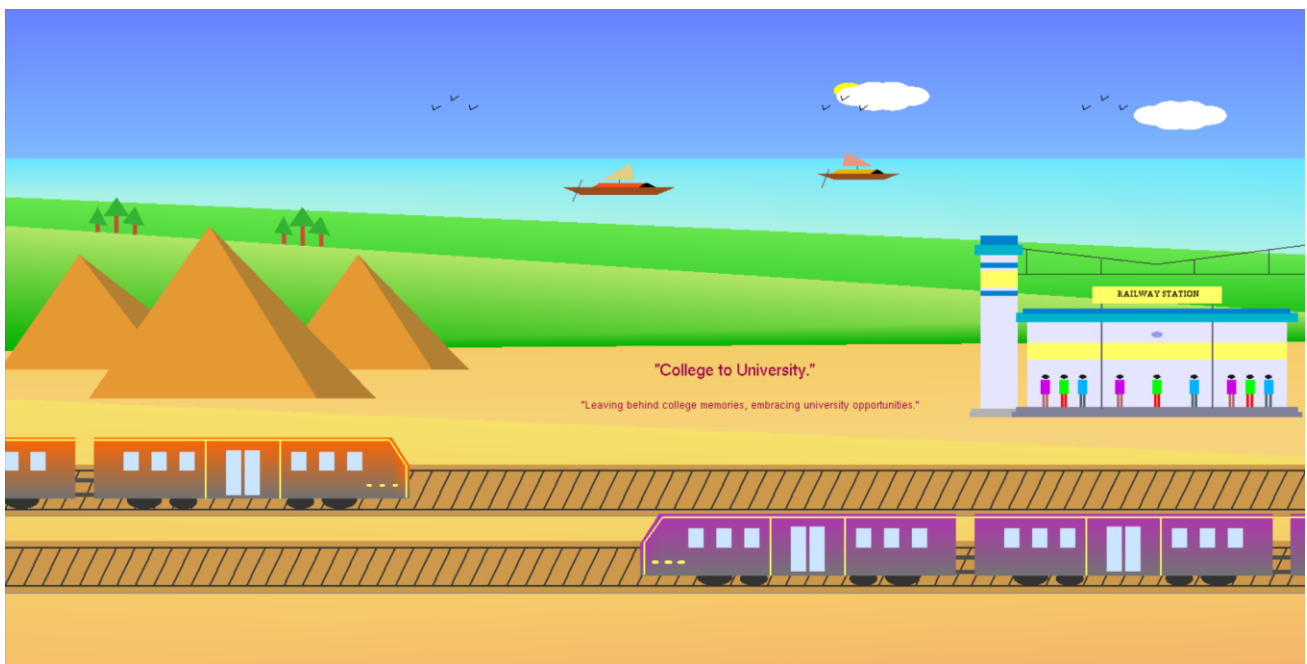 RAILWAY STATION
"College to University."
"Leaving behind college memories, embracing university opportunities."